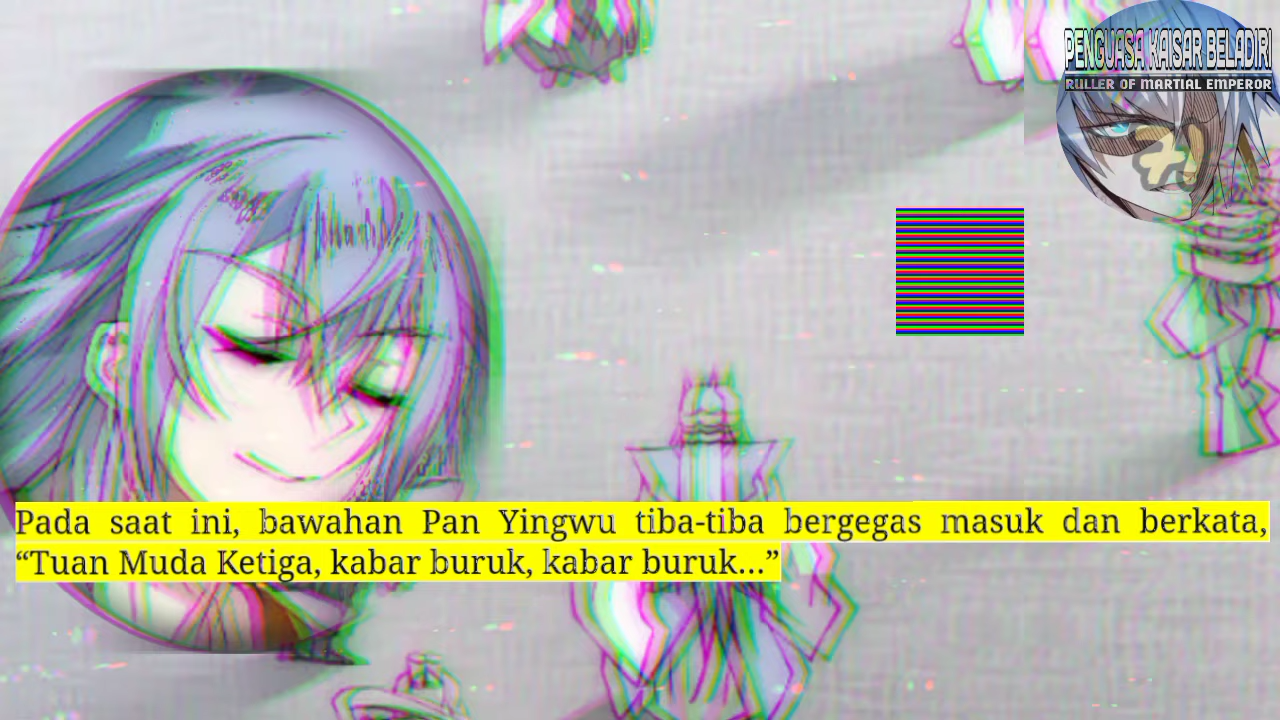 PENGUASA KAISAR BELADIRI
RULLER OF MARTIAL EMPEROR
Pada saat ini, bawahan Pan Yingwu tiba-tiba bergegas masuk dan berkata,
“Tuan Muda Ketiga, kabar buruk, kabar buruk…”